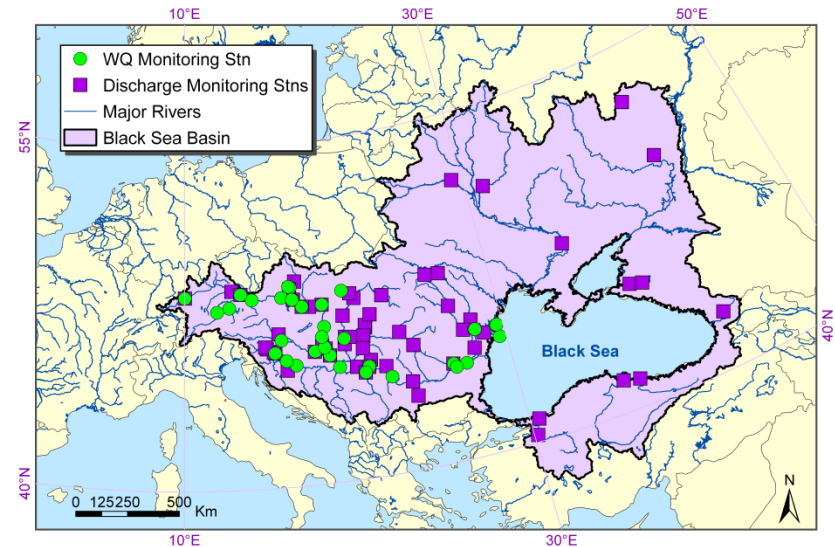 10°E 30°E 50°E
WQ Monitoring Stn
Discharge Monitoring Stns
Major Rivers
Black Sea Basin
55°N
40°N
Black Sea
40°N
0 125250 500 Km
N
10°E 30°E